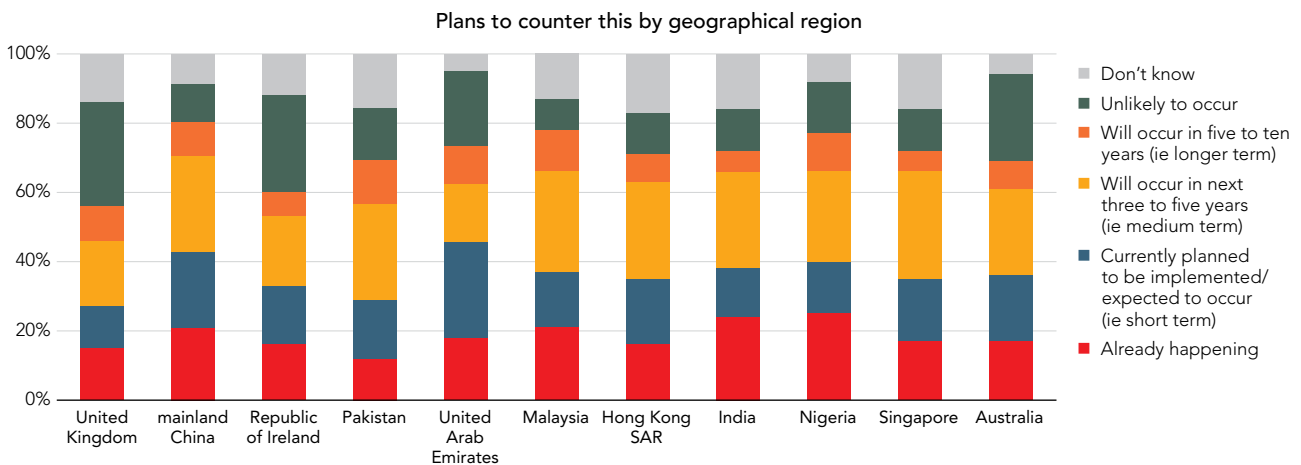 Plans to counter this by geographical region
100%
80%
60%
40%
20%
0%
United
Kingdom
mainland
China
Republic
of Ireland
Pakistan
United
Arab
Emirates
Malaysia
Hong Kong
SAR
India
Nigeria
Singapore
Australia
Don't know
Unlikely to occur
Will occur in five to ten
years (ie longer term)
Will occur in next
three to five years
(ie medium term)
Currently planned
to be implemented/
expected to occur
(ie short term)
Already happening